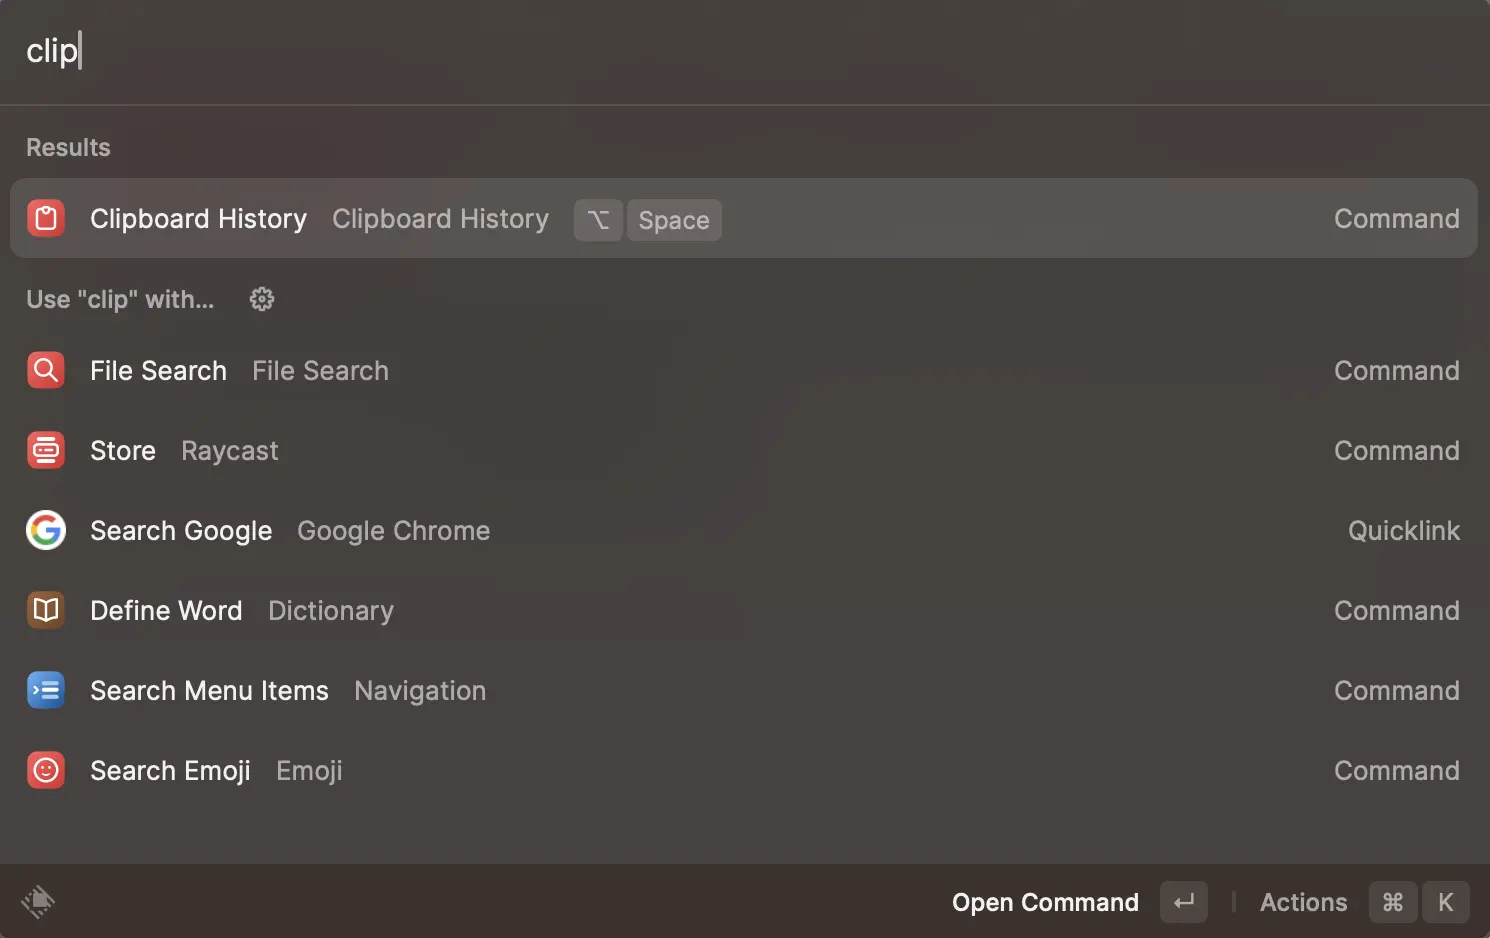 clip
Results
Clipboard History Clipboard History ⌥ Space Command
Use "clip" with...
File Search File Search Command
Store Raycast Command
Search Google Google Chrome Quicklink
Define Word Dictionary Command
Search Menu Items Navigation Command
Search Emoji Emoji Command
Open Command ↵ Actions ⌘ K